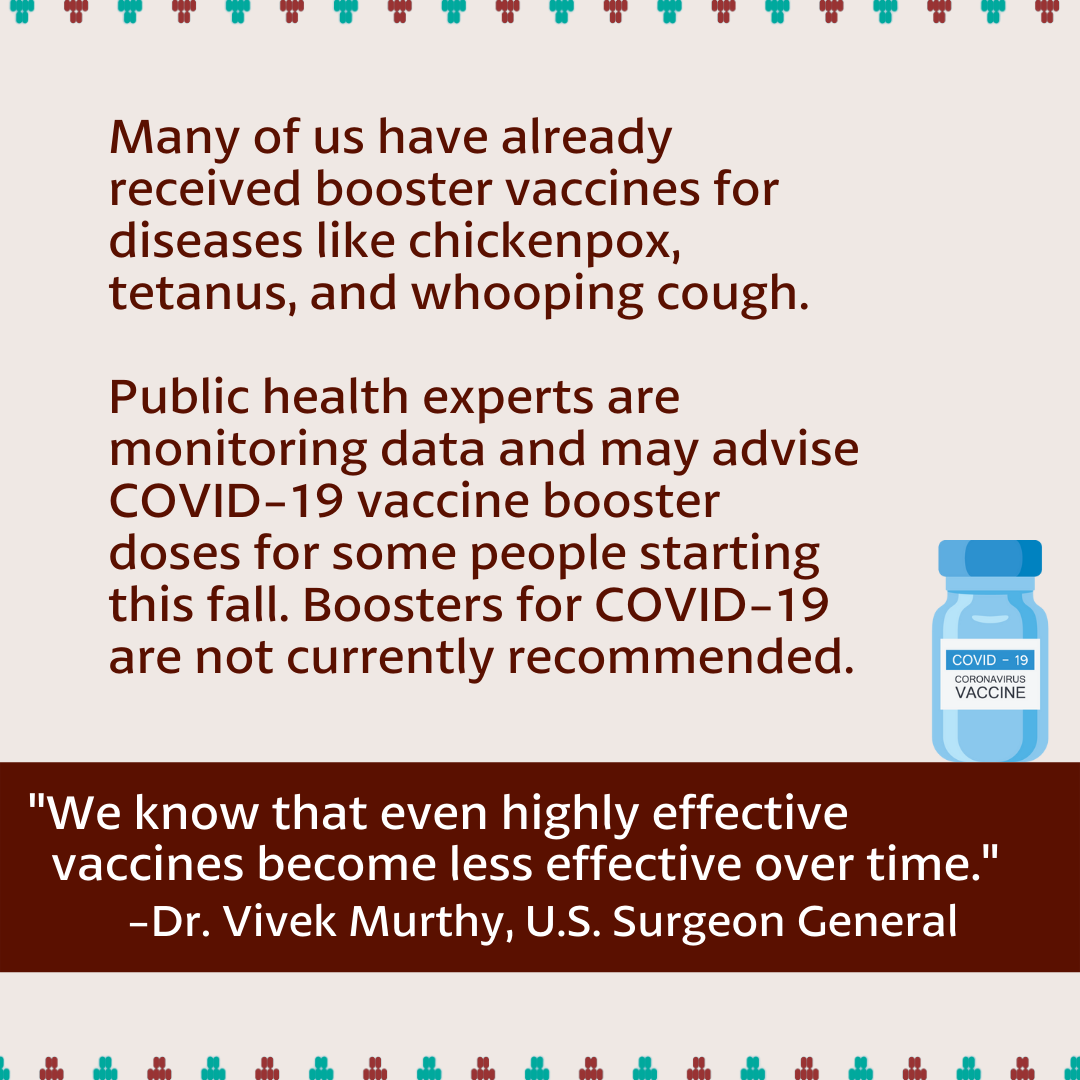 Many of us have already
received booster vaccines for
diseases like chickenpox,
tetanus, and whooping cough.
Public health experts are
monitoring data and may advise
COVID–19 vaccine booster
doses for some people starting
this fall. Boosters for COVID–19
are not currently recommended.
COVID - 19
CORONAVIRUS
VACCINE
"We know that even highly effective
vaccines become less effective over time."
–Dr. Vivek Murthy, U.S. Surgeon General